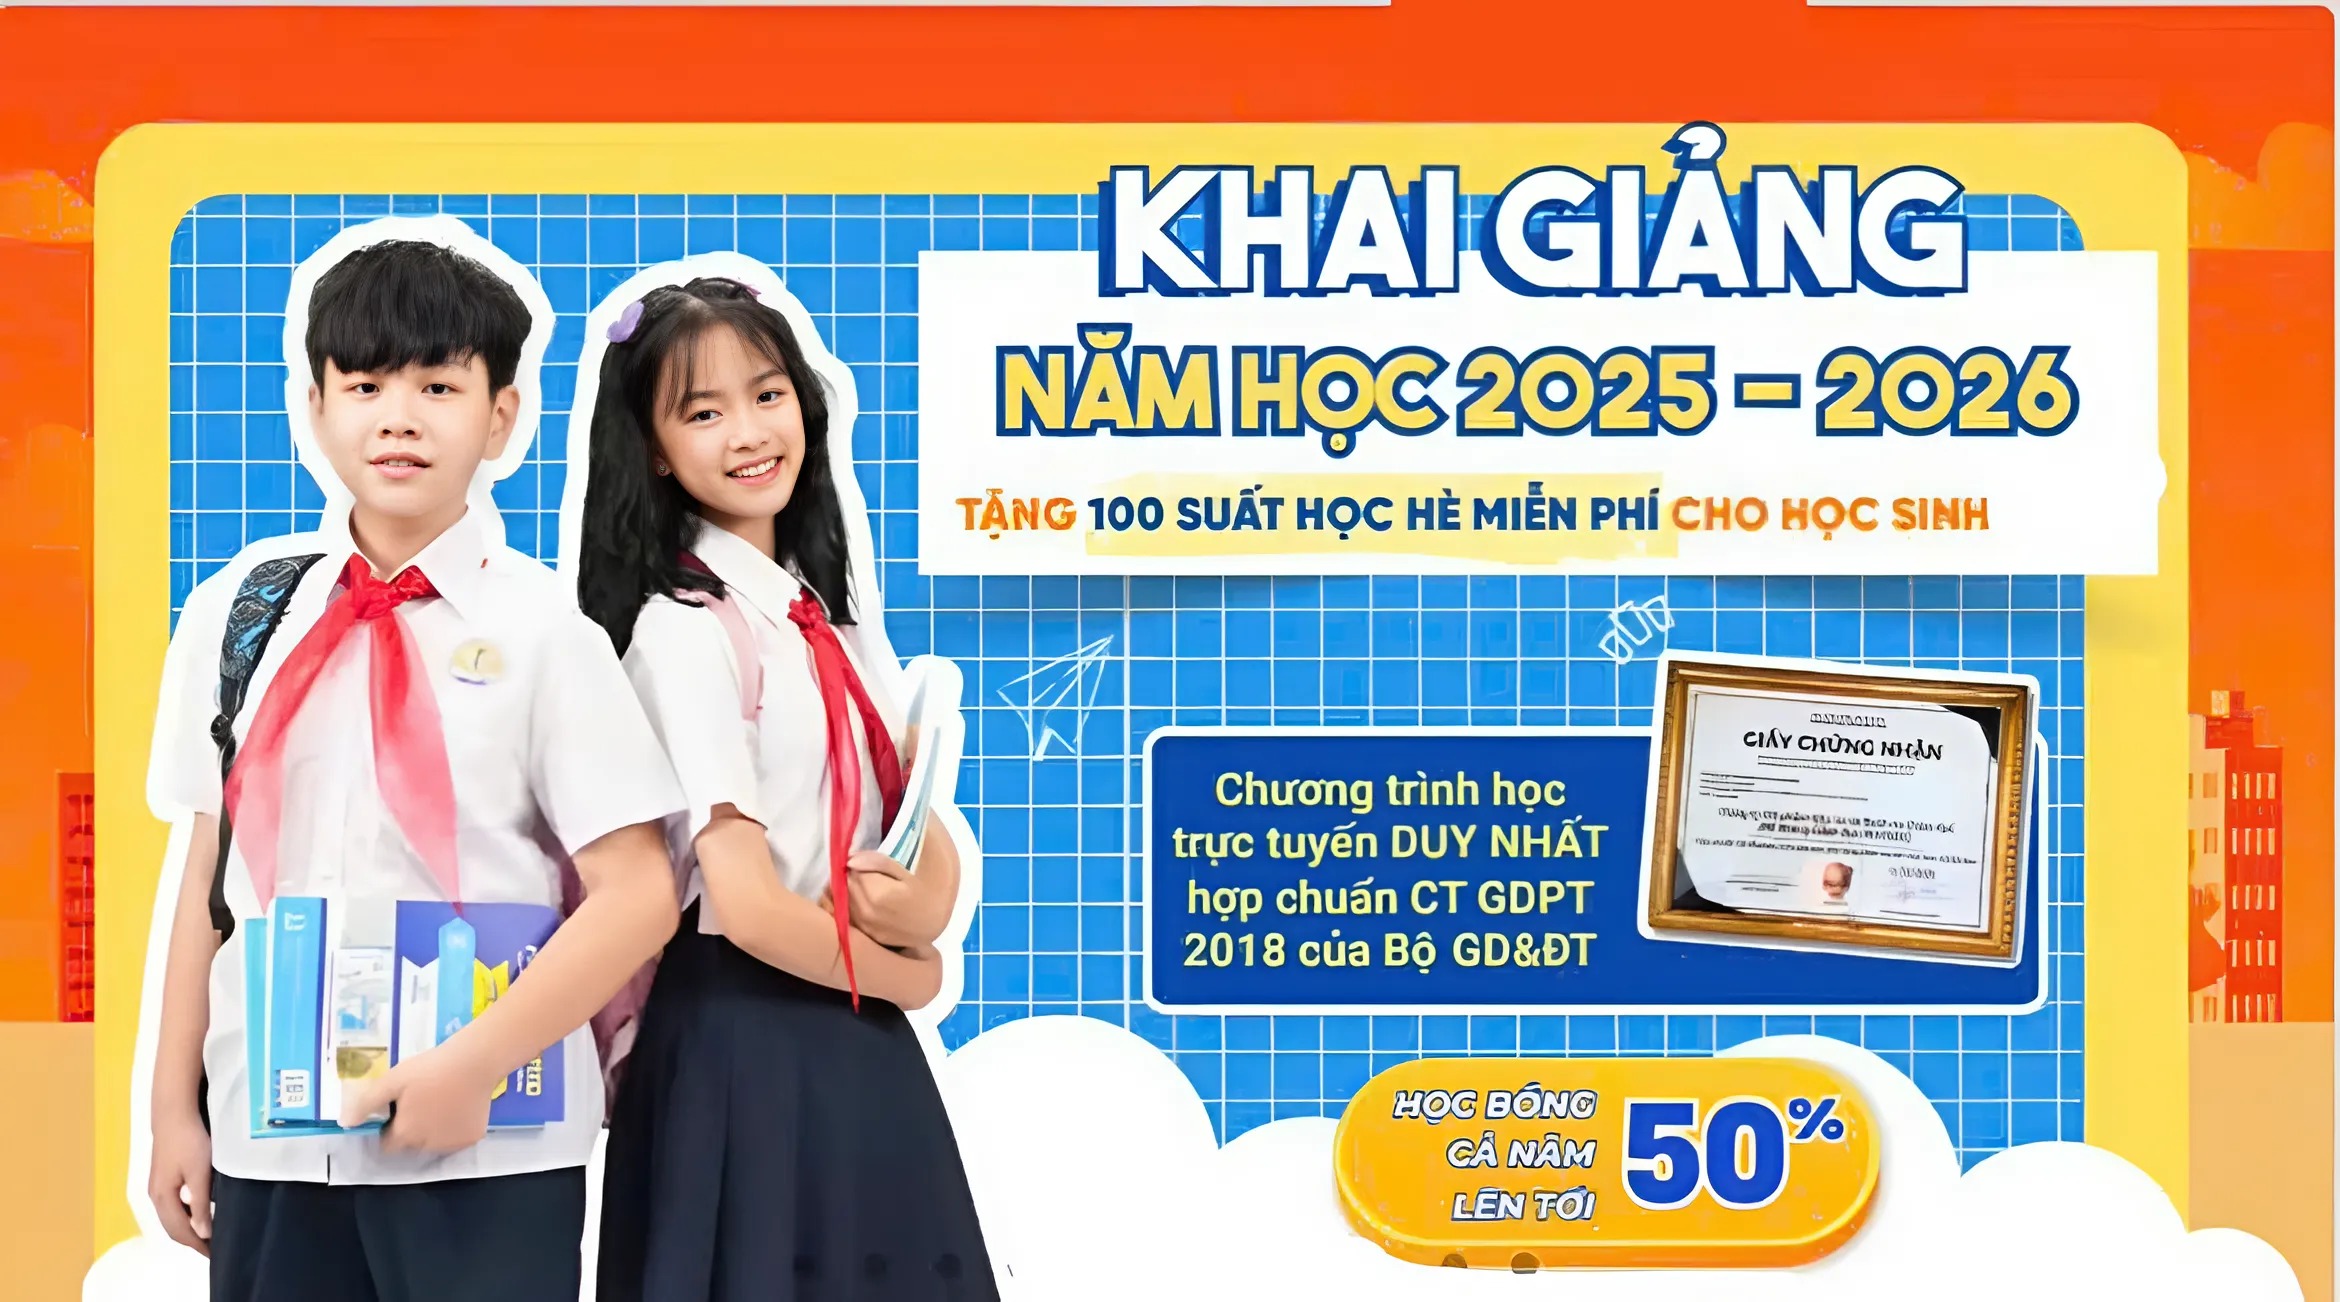 KHAI GIẢNG
NĂM HỌC 2025 – 2026
TẶNG 100 SUẤT HỌC HÈ MIỄN PHÍ CHO HỌC SINH
Chương trình học
trực tuyến DUY NHẤT
hợp chuẩn CT GDPT
2018 của Bộ GD&ĐT
GIẤY CHỨNG NHẬN
HỌC BỔNG
CẢ NĂM
LÊN TỚI
50%